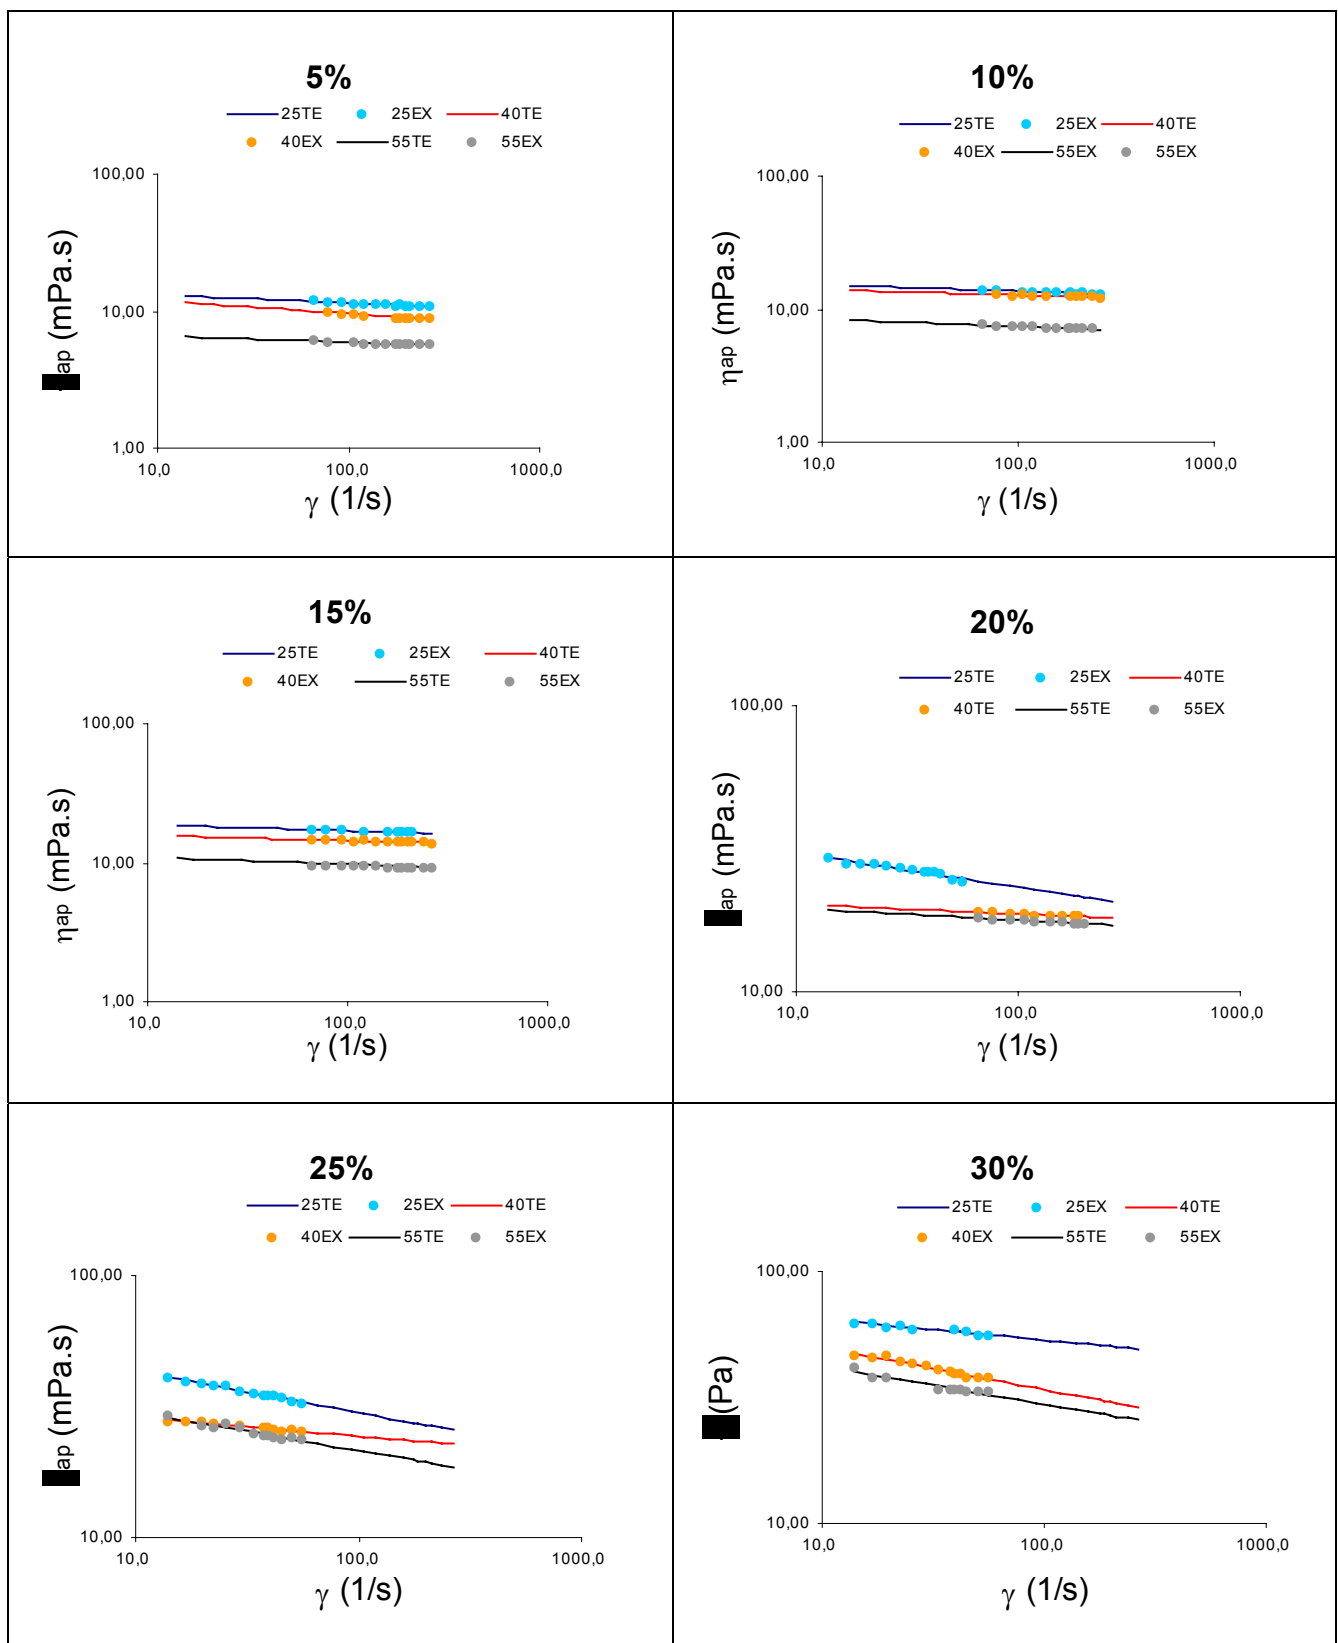 5%
25TE 25EX 40TE
40EX 55TE 55EX
100,00
10,00
1,00
10,0 100,0 1000,0
ap (mPa.s)
γ (1/s)
10%
25TE 25EX 40TE
40EX 55EX 55EX
100,00
10,00
1,00
10,0 100,0 1000,0
ηap (mPa.s)
γ (1/s)
15%
25TE 25EX 40TE
40EX 55TE 55EX
100,00
10,00
1,00
10,0 100,0 1000,0
ηap (mPa.s)
γ (1/s)
20%
25TE 25EX 40TE
40TE 55TE 55EX
100,00
10,00
10,0 100,0 1000,0
ap (mPa.s)
γ (1/s)
25%
25TE 25EX 40TE
40EX 55TE 55EX
100,00
10,00
10,0 100,0 1000,0
ap (mPa.s)
γ (1/s)
30%
25TE 25EX 40TE
40EX 55TE 55EX
100,00
10,00
10,0 100,0 1000,0
(Pa)
γ (1/s)